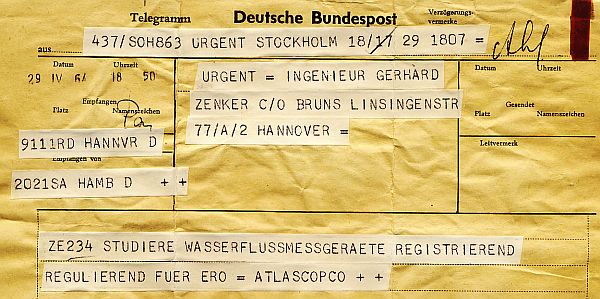 Telegramm Deutsche Bundespost Verzögerungs-
vermerke
aus
437/SOH863 URGENT STOCKHOLM 18/17 29 1807 =
Datum Uhrzeit
29 IV 64 18 50
Empfangen
Platz Namenszeichen
9111RD HANNVR D
Empfangen von
2021SA HAMB D + +
URGENT = INGENIEUR GERHARD
ZENKER C/O BRUNS LINSINGENSTR
77/A/2 HANNOVER =
Datum Uhrzeit
Gesendet
Platz Namenszeichen
Leitvermerk
ZE234 STUDIERE WASSERFLUSSMESSGERAETE REGISTRIEREND
REGULIEREND FUER ERO = ATLASCOPCO + +